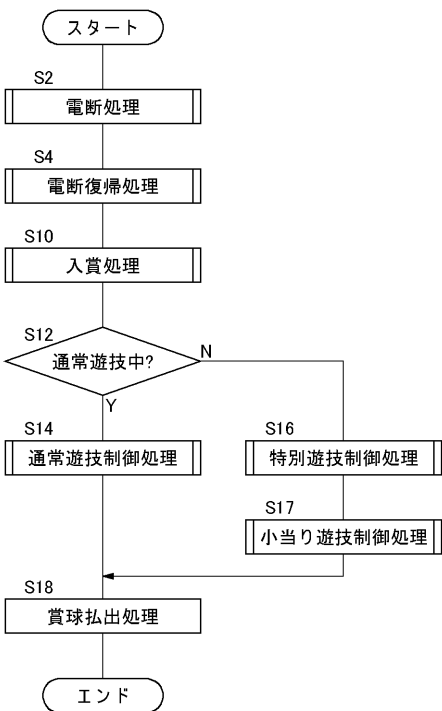 スタート
S2
電断処理
S4
電断復帰処理
S10
入賞処理
S12
通常遊技中?
N
Y
S14
通常遊技制御処理
S16
特別遊技制御処理
S17
小当り遊技制御処理
S18
賞球払出処理
エンド